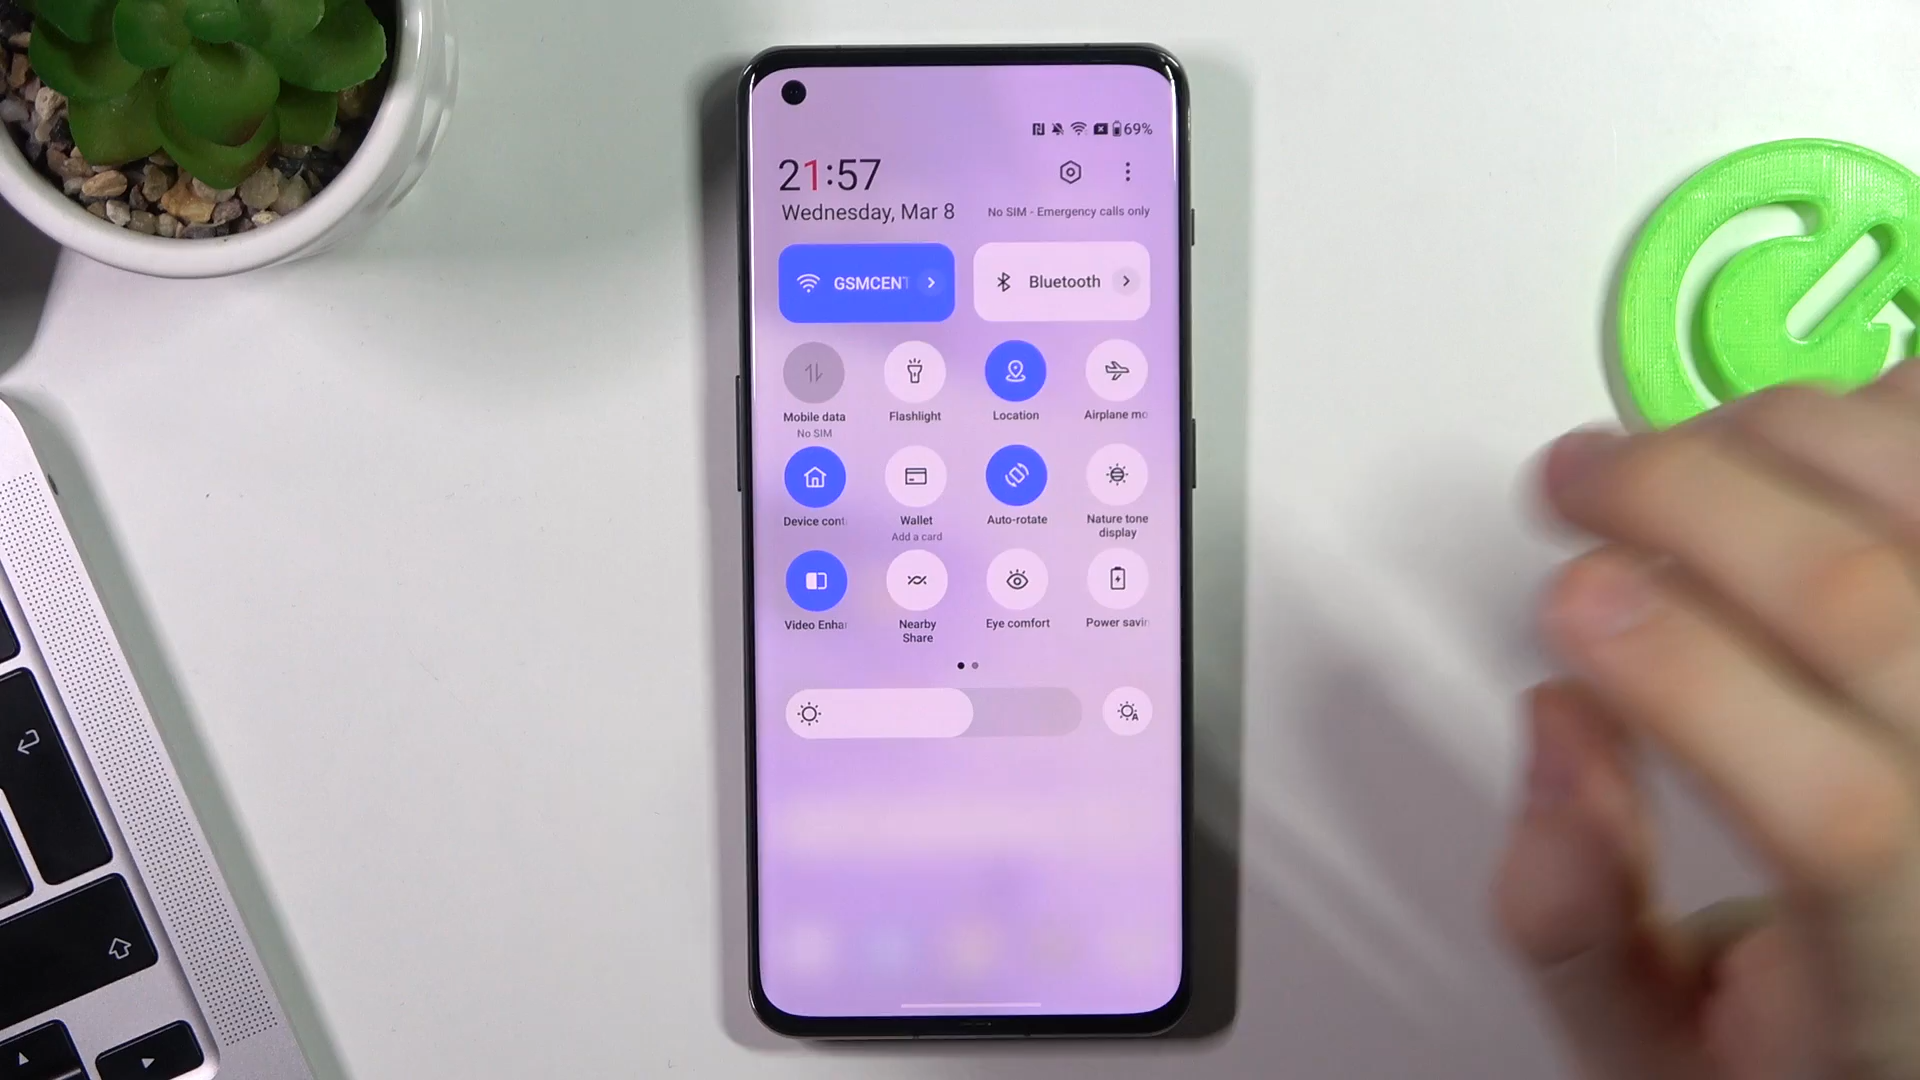 69%
21:57
Wednesday, Mar 8
No SIM - Emergency calls only
GSMCENT
Bluetooth
Mobile data
No SIM
Flashlight
Location
Airplane mo
Device cont
Wallet
Add a card
Auto-rotate
Nature tone
display
Video Enha
Nearby
Share
Eye comfort
Power savin